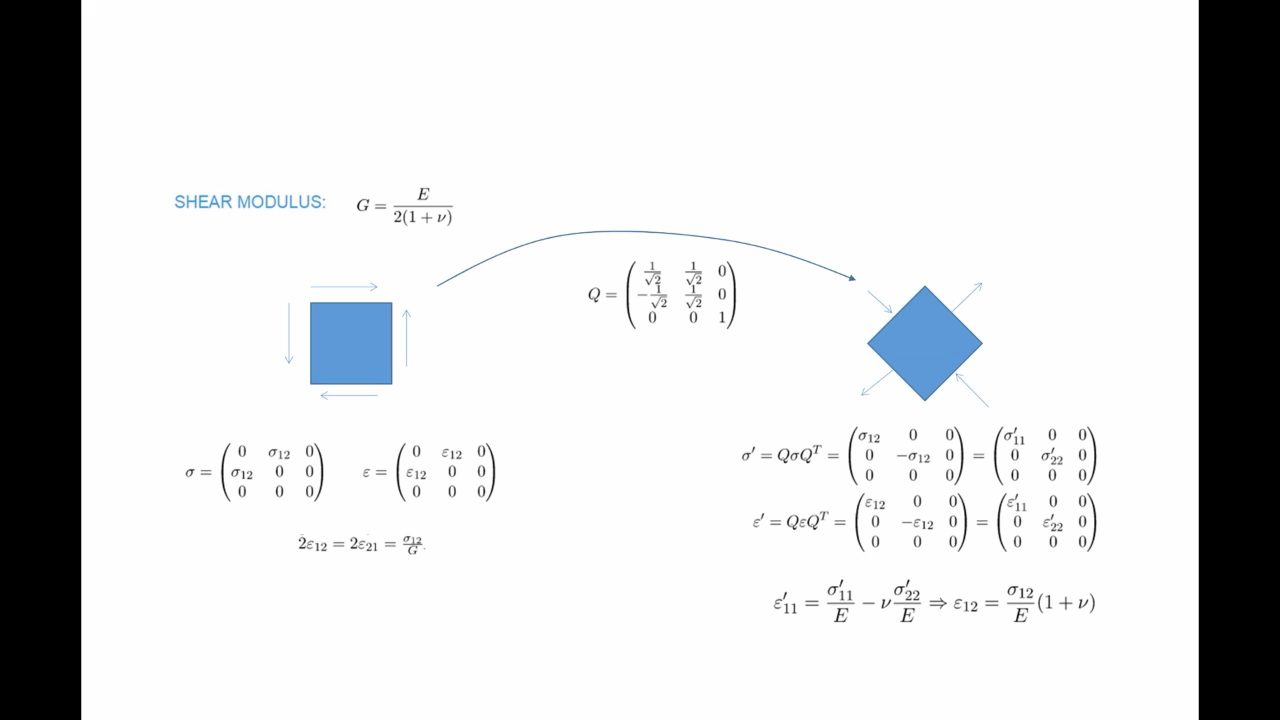 SHEAR MODULUS: G = E / 2(1 + ν)
Q = ( 1/√2 1/√2 0
−1/√2 1/√2 0
0 0 1 )
σ = ( 0 σ₁₂ 0
σ₁₂ 0 0
0 0 0 )
ε = ( 0 ε₁₂ 0
ε₁₂ 0 0
0 0 0 )
2ε₁₂ = 2ε₂₁ = σ₁₂/G
σ′ = QσQᵀ = ( σ₁₂ 0 0
0 −σ₁₂ 0
0 0 0 ) = ( σ′₁₁ 0 0
0 σ′₂₂ 0
0 0 0 )
ε′ = QεQᵀ = ( ε₁₂ 0 0
0 −ε₁₂ 0
0 0 0 ) = ( ε′₁₁ 0 0
0 ε′₂₂ 0
0 0 0 )
ε′₁₁ = σ′₁₁/E − ν σ′₂₂/E ⇒ ε₁₂ = σ₁₂/E (1 + ν)